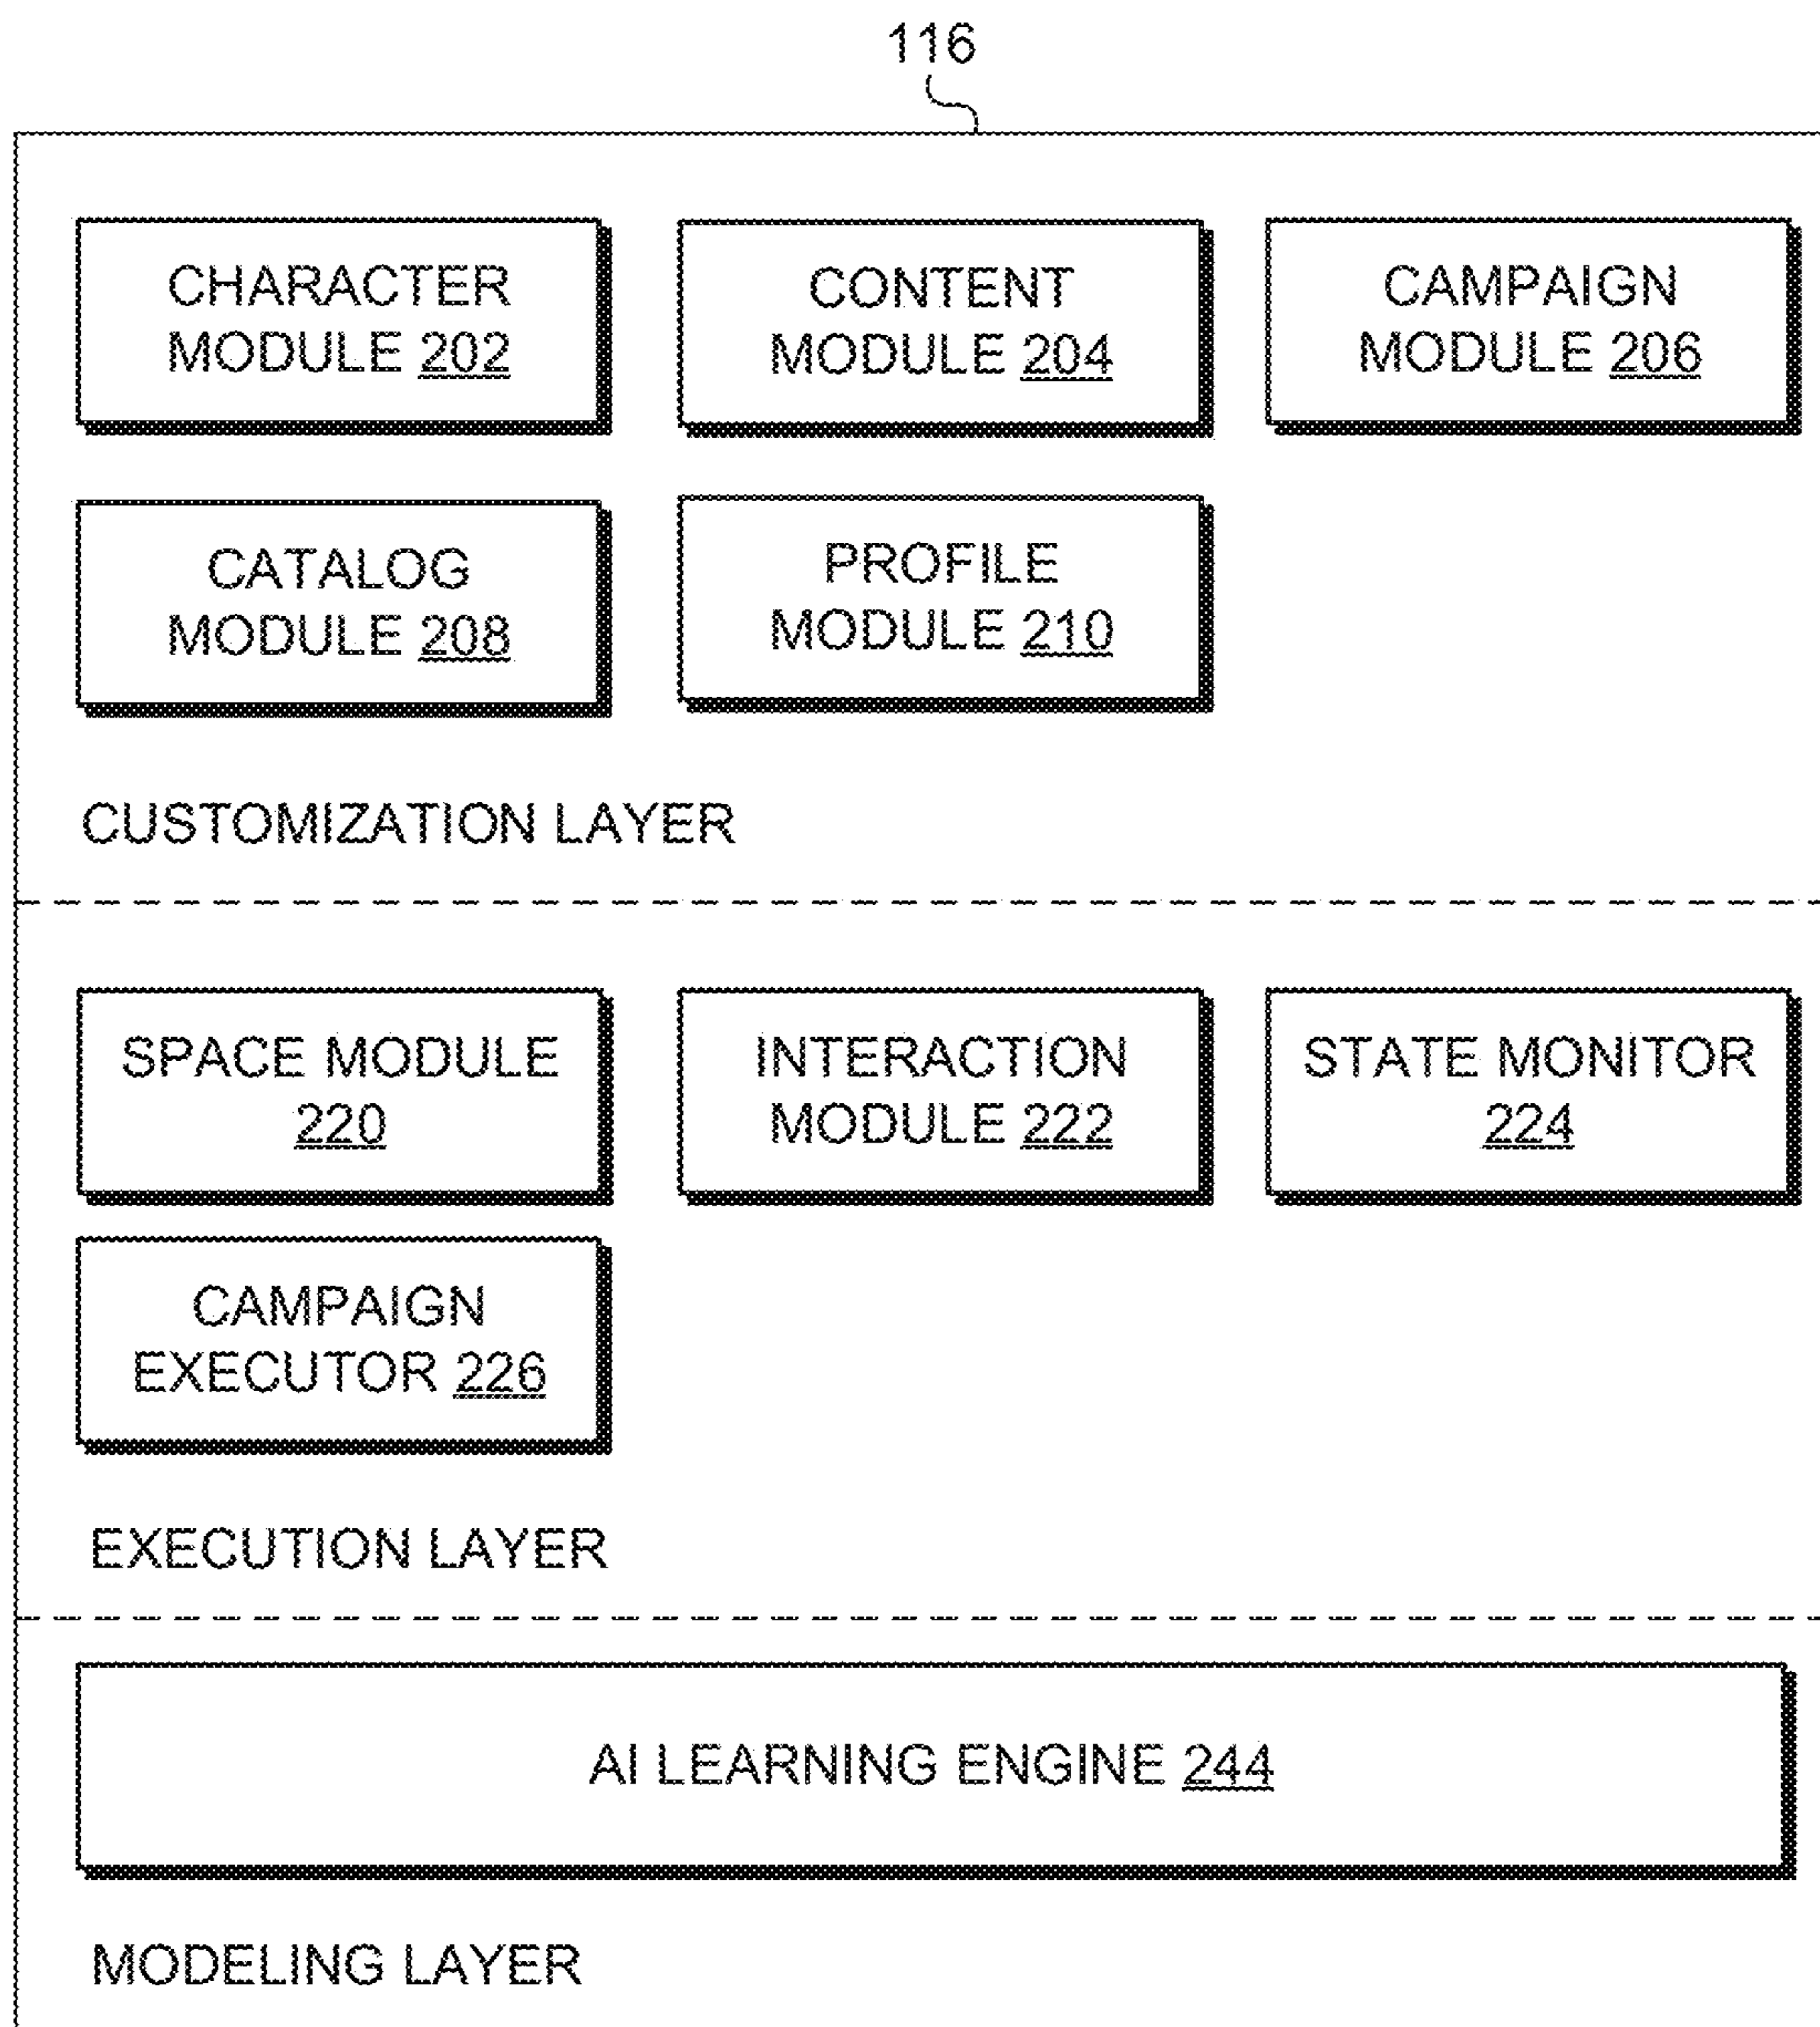 116
CHARACTER
MODULE 202
CONTENT
MODULE 204
CAMPAIGN
MODULE 206
CATALOG
MODULE 208
PROFILE
MODULE 210
CUSTOMIZATION LAYER
SPACE MODULE
220
INTERACTION
MODULE 222
STATE MONITOR
224
CAMPAIGN
EXECUTOR 226
EXECUTION LAYER
AI LEARNING ENGINE 244
MODELING LAYER